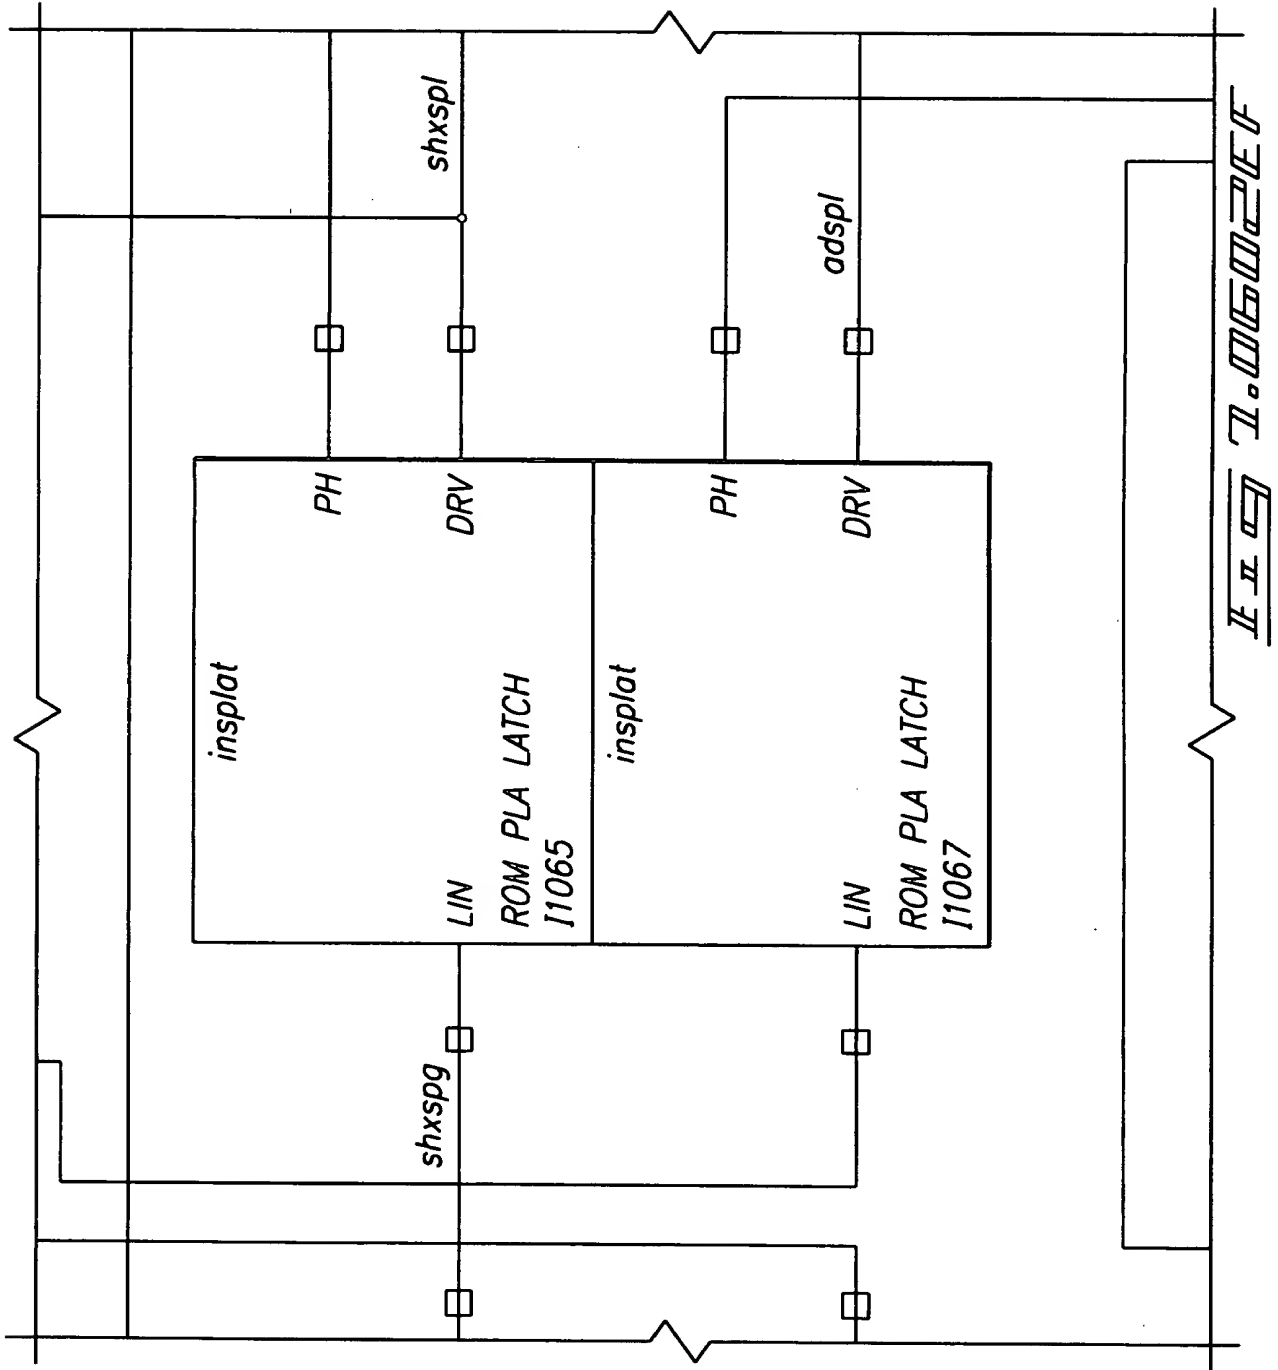 shxspl
adspl
PH
DRV
PH
DRV
insplat
insplat
LIN
ROM PLA LATCH
I1065
LIN
ROM PLA LATCH
I1067
shxspg